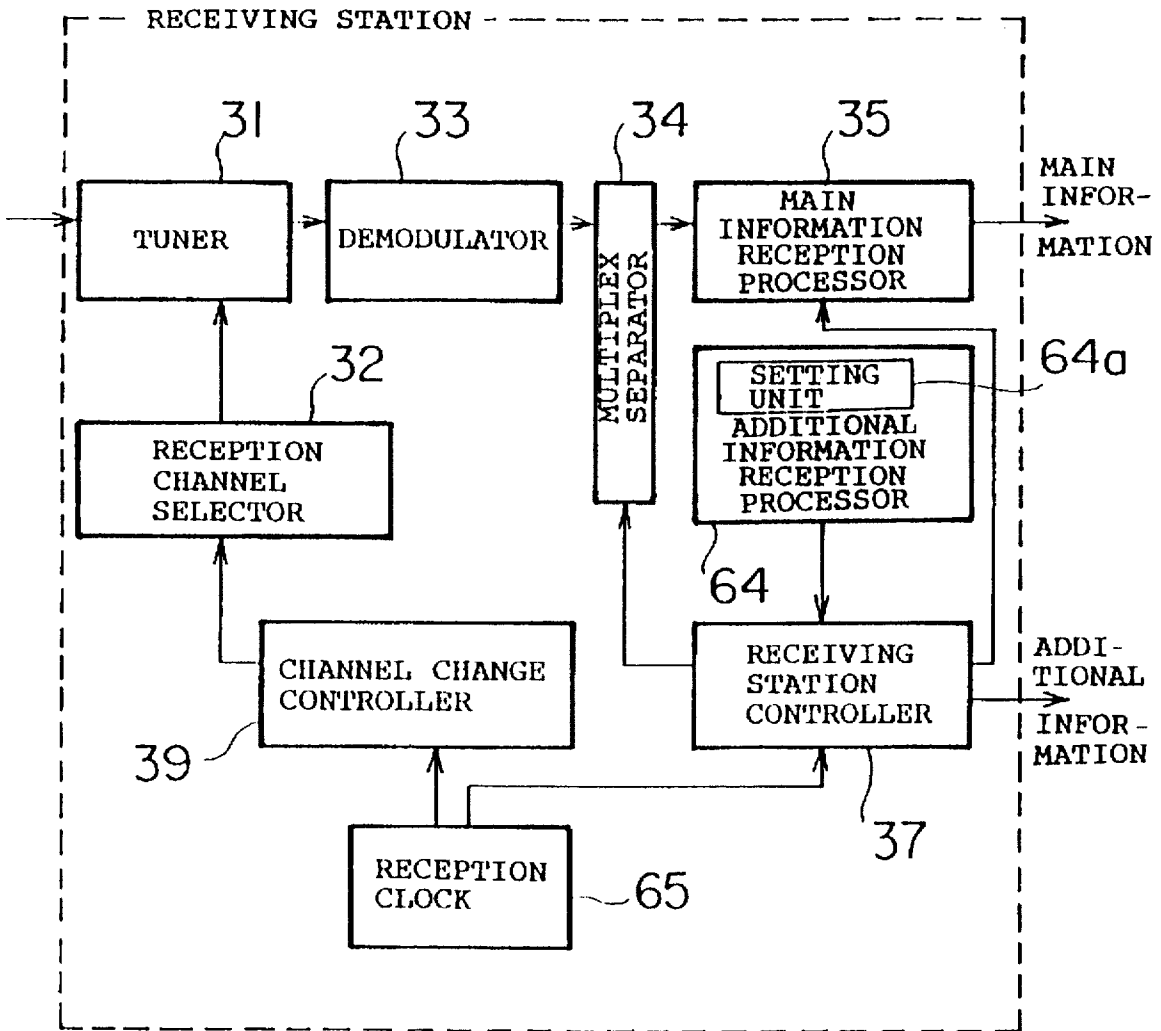 RECEIVING STATION
31
33
34
35
TUNER
DEMODULATOR
MULTIPLEX
SEPARATOR
MAIN
INFORMATION
RECEPTION
PROCESSOR
MAIN
INFOR-
MATION
32
RECEPTION
CHANNEL
SELECTOR
SETTING
UNIT
64a
ADDITIONAL
INFORMATION
RECEPTION
PROCESSOR
64
CHANNEL CHANGE
CONTROLLER
39
RECEIVING
STATION
CONTROLLER
37
ADDI-
TIONAL
INFOR-
MATION
RECEPTION
CLOCK
65